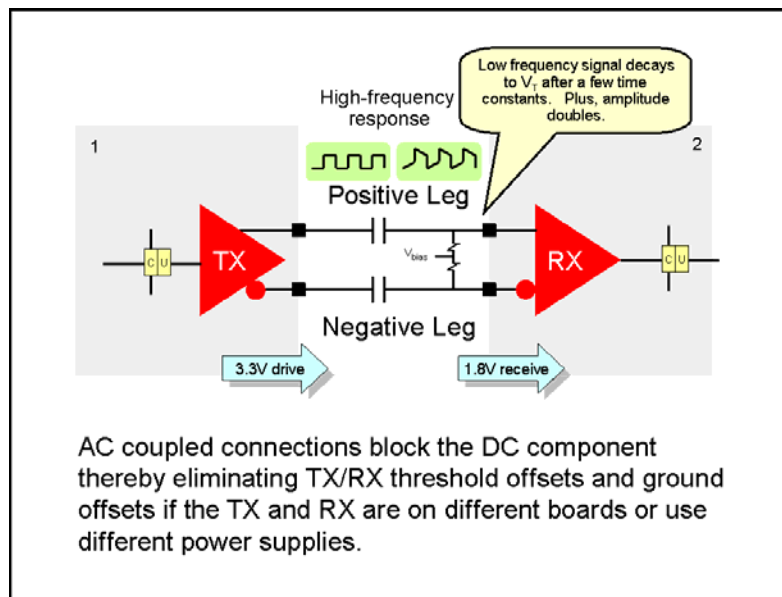 Low frequency signal decays
to VT after a few time
constants. Plus, amplitude
doubles.
High-frequency
response
1
2
Positive Leg
C U
TX
Vbias
RX
C U
Negative Leg
3.3V drive
1.8V receive
AC coupled connections block the DC component
thereby eliminating TX/RX threshold offsets and ground
offsets if the TX and RX are on different boards or use
different power supplies.